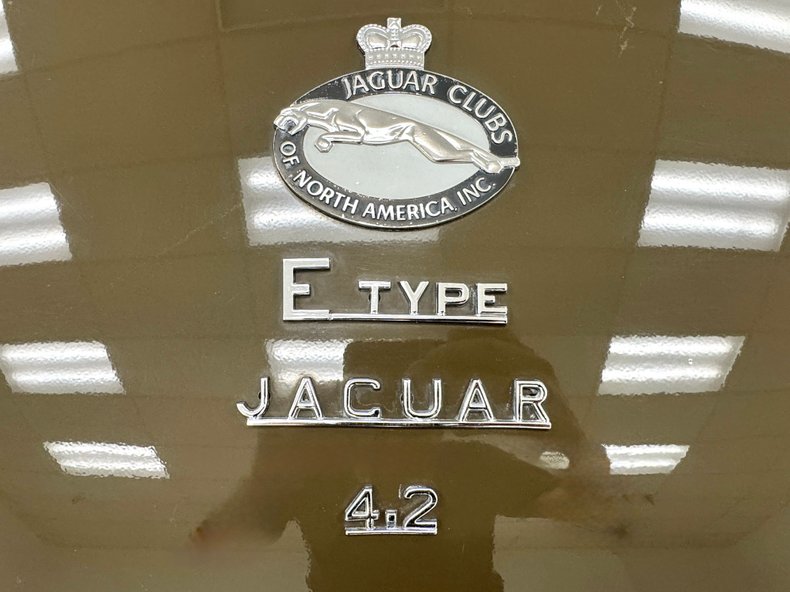 JAGUAR CLUBS
OF NORTH AMERICA, INC.
E TYPE
JAGUAR
4.2